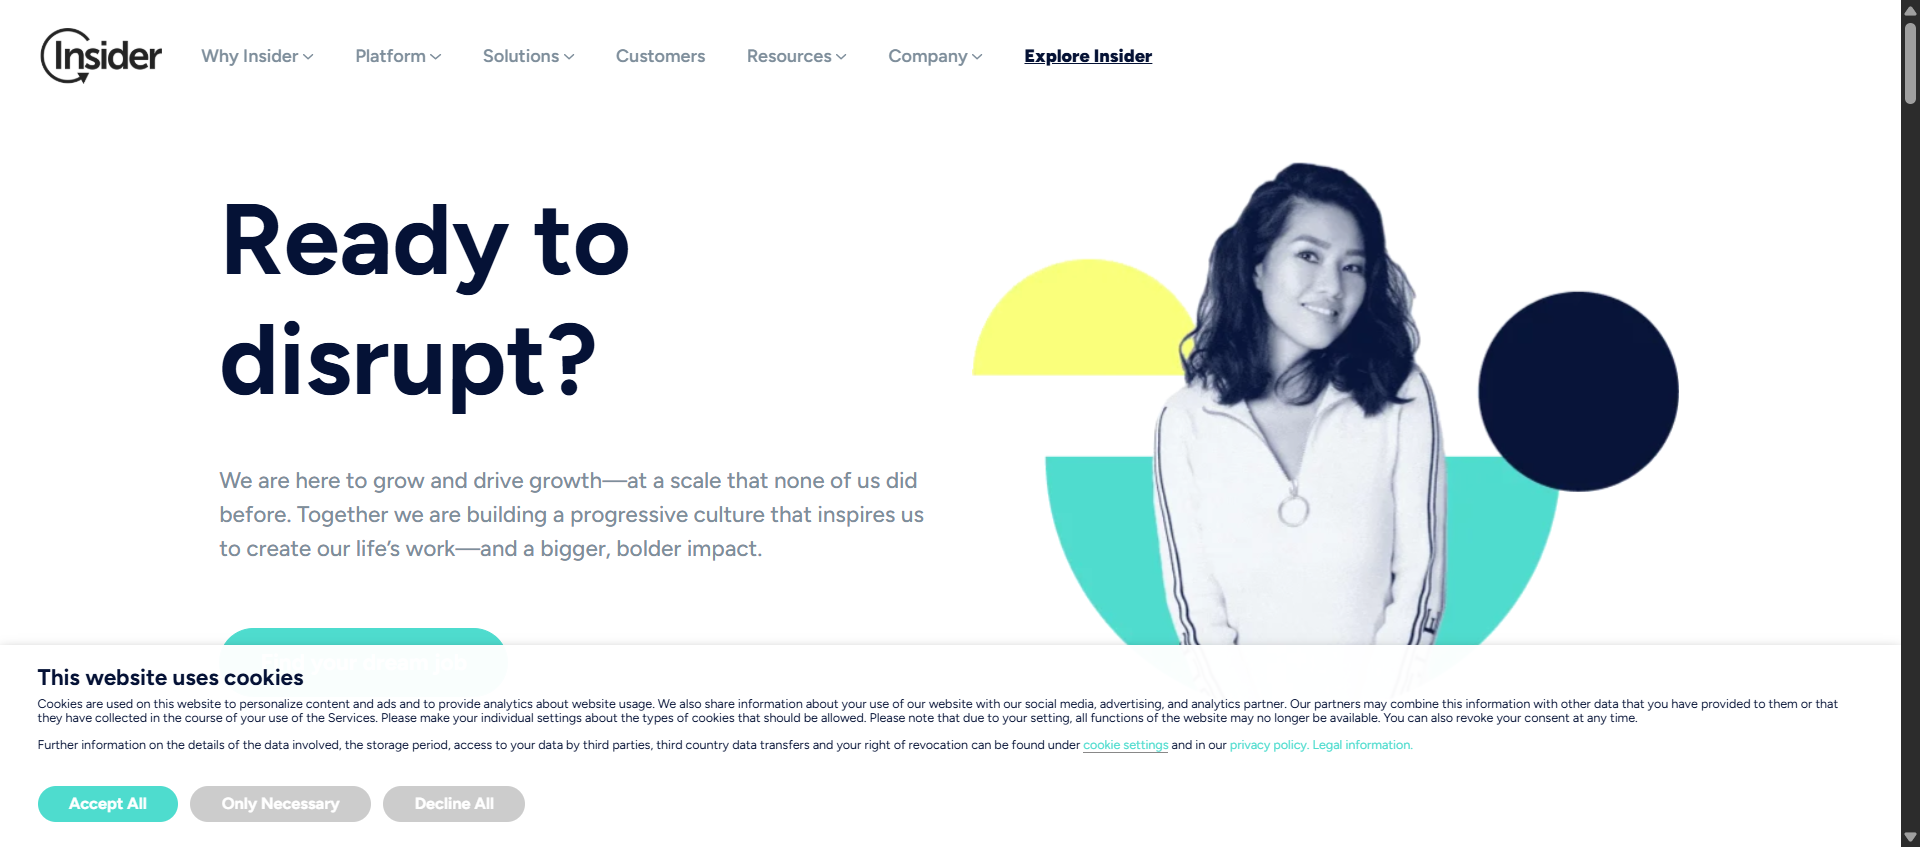 Insider
Why Insider
Platform
Solutions
Customers
Resources
Company
Explore Insider
Ready to
disrupt?
We are here to grow and drive growth—at a scale that none of us did
before. Together we are building a progressive culture that inspires us
to create our life's work—and a bigger, bolder impact.
This website uses cookies
Cookies are used on this website to personalize content and ads and to provide analytics about website usage. We also share information about your use of our website with our social media, advertising, and analytics partner. Our partners may combine this information with other data that you have provided to them or that
they have collected in the course of your use of the Services. Please make your individual settings about the types of cookies that should be allowed. Please note that due to your setting, all functions of the website may no longer be available. You can also revoke your consent at any time.
Further information on the details of the data involved, the storage period, access to your data by third parties, third country data transfers and your right of revocation can be found under cookie settings and in our privacy policy. Legal information.
Accept All
Only Necessary
Decline All